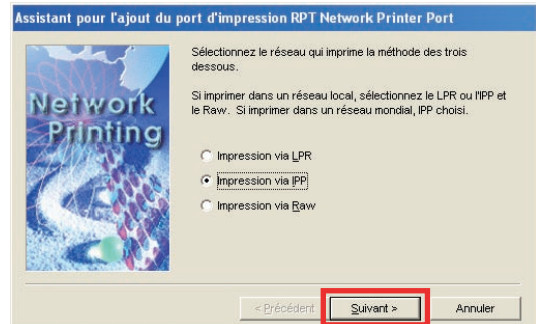 Assistant pour l'ajout du port d'impression RPT Network Printer Port
Network
Printing
Sélectionnez le réseau qui imprime la méthode des trois
dessous.
Si imprimer dans un réseau local, sélectionnez le LPR ou l'IPP et
le Raw. Si imprimer dans un réseau mondial, IPP choisi.
Impression via LPR
Impression via IPP
Impression via Raw
< Précédent
Suivant >
Annuler